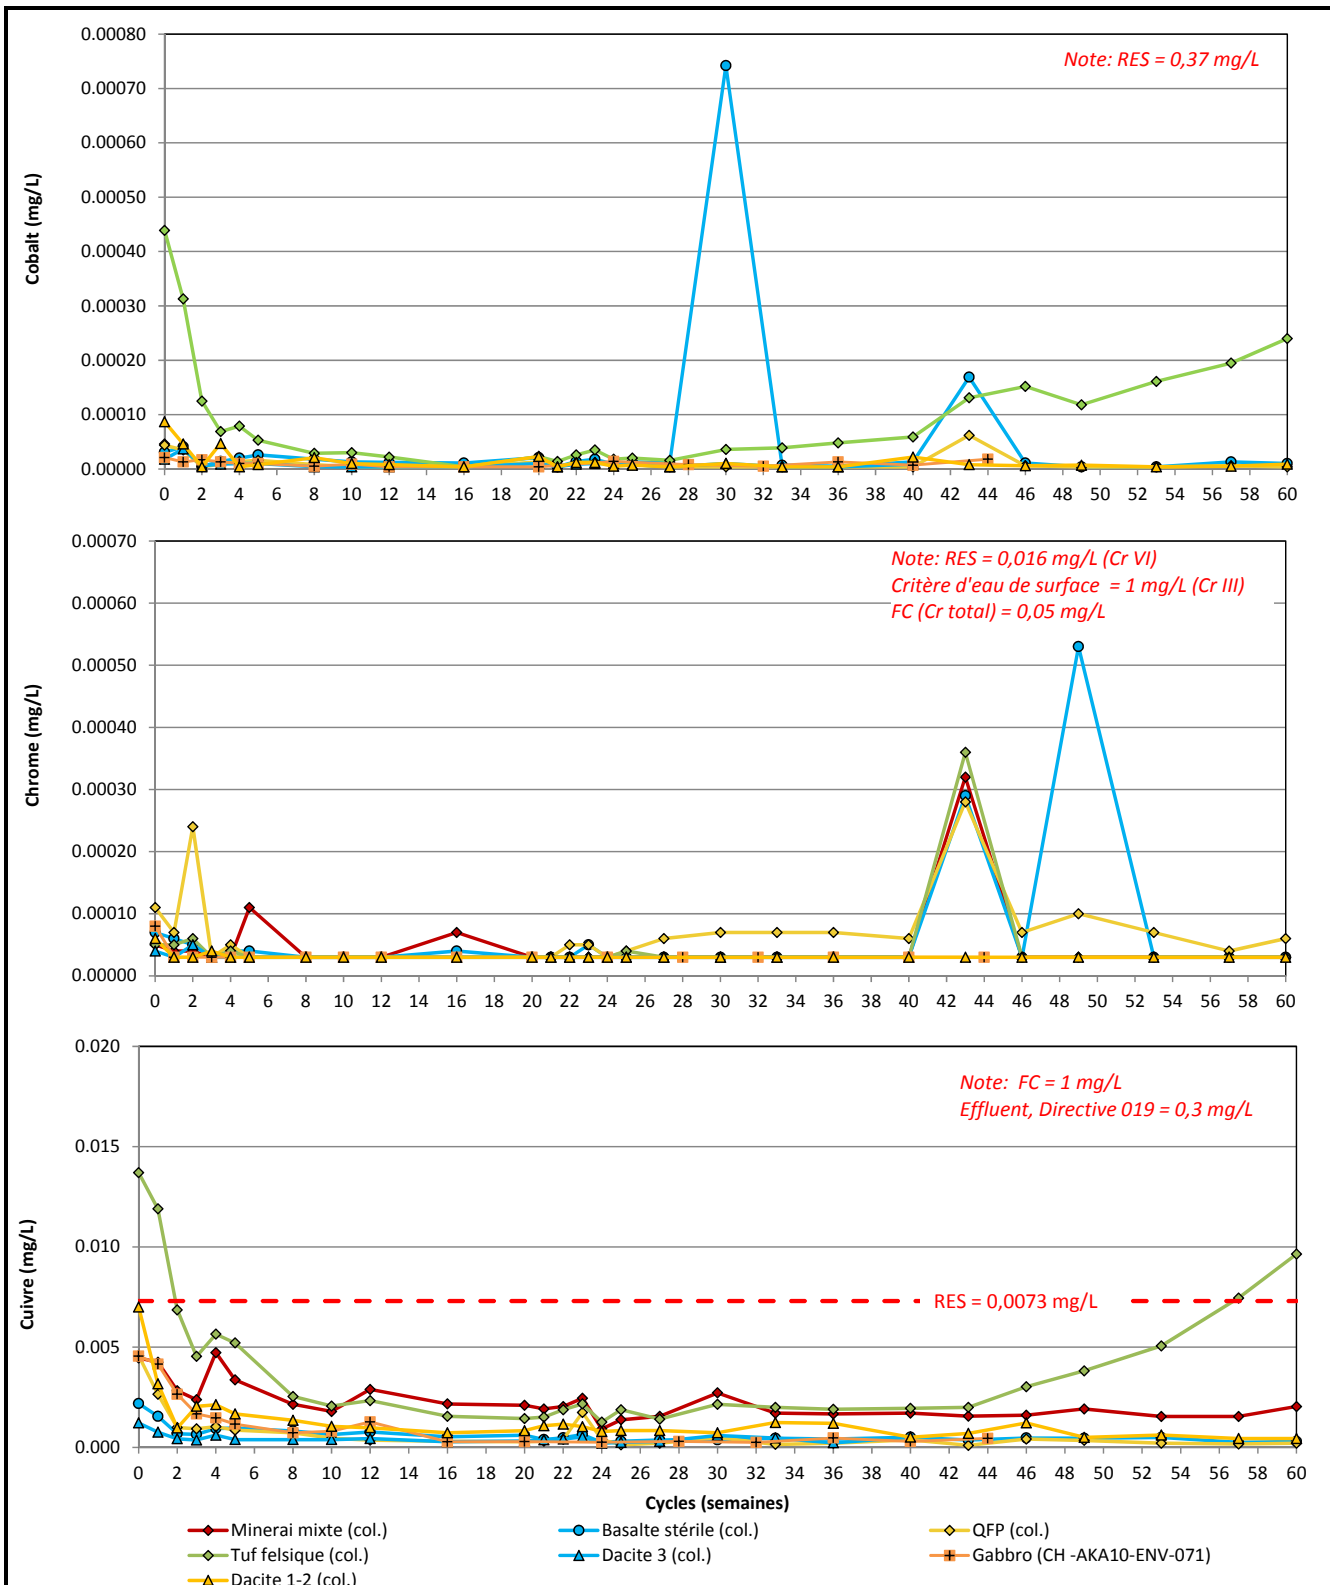 0.00080
0.00070
0.00060
0.00050
0.00040
0.00030
0.00020
0.00010
0.00000
Cobalt (mg/L)
Note: RES = 0,37 mg/L
0 2 4 6 8 10 12 14 16 18 20 22 24 26 28 30 32 34 36 38 40 42 44 46 48 50 52 54 56 58 60
0.00070
0.00060
0.00050
0.00040
0.00030
0.00020
0.00010
0.00000
Chrome (mg/L)
Note: RES = 0,016 mg/L (Cr VI)
Critère d'eau de surface = 1 mg/L (Cr III)
FC (Cr total) = 0,05 mg/L
0 2 4 6 8 10 12 14 16 18 20 22 24 26 28 30 32 34 36 38 40 42 44 46 48 50 52 54 56 58 60
0.020
0.015
0.010
0.005
0.000
Cuivre (mg/L)
Note: FC = 1 mg/L
Effluent, Directive 019 = 0,3 mg/L
RES = 0,0073 mg/L
0 2 4 6 8 10 12 14 16 18 20 22 24 26 28 30 32 34 36 38 40 42 44 46 48 50 52 54 56 58 60
Cycles (semaines)
Minerai mixte (col.)
Basalte stérile (col.)
QFP (col.)
Tuf felsique (col.)
Dacite 3 (col.)
Gabbro (CH -AKA10-ENV-071)
Dacite 1-2 (col.)